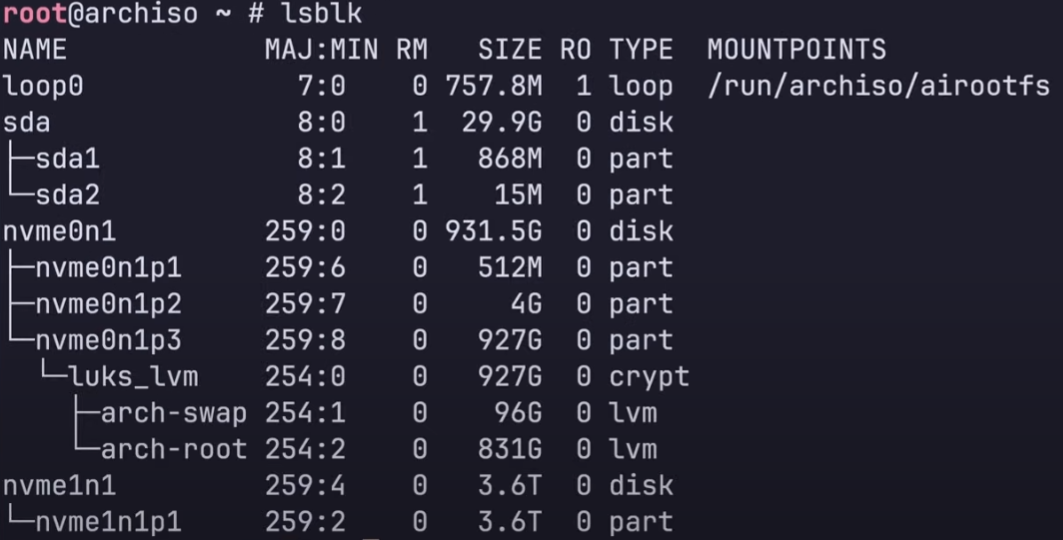 root@archiso ~ # lsblk
NAME            MAJ:MIN RM   SIZE RO TYPE  MOUNTPOINTS
loop0             7:0    0 757.8M  1 loop  /run/archiso/airootfs
sda               8:0    1  29.9G  0 disk
├─sda1            8:1    1   868M  0 part
└─sda2            8:2    1    15M  0 part
nvme0n1         259:0    0 931.5G  0 disk
├─nvme0n1p1     259:6    0   512M  0 part
├─nvme0n1p2     259:7    0     4G  0 part
└─nvme0n1p3     259:8    0   927G  0 part
  └─luks_lvm    254:0    0   927G  0 crypt
    ├─arch-swap 254:1    0    96G  0 lvm
    └─arch-root 254:2    0   831G  0 lvm
nvme1n1         259:4    0   3.6T  0 disk
└─nvme1n1p1     259:2    0   3.6T  0 part